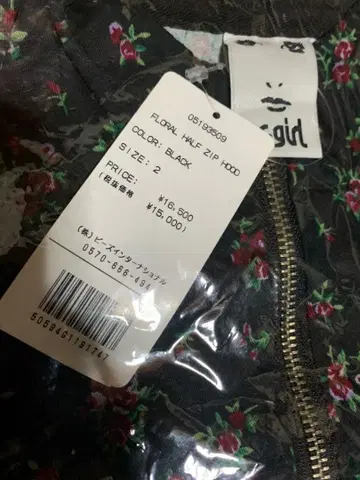 05193509
FLORAL HALF ZIP HOOD
COLOR: BLACK
SIZE: 2
PRICE: ¥16,500
(税抜価格 ¥15,000)
(株)ビーズインターナショナル
0570-666-494
5059461191747
girl